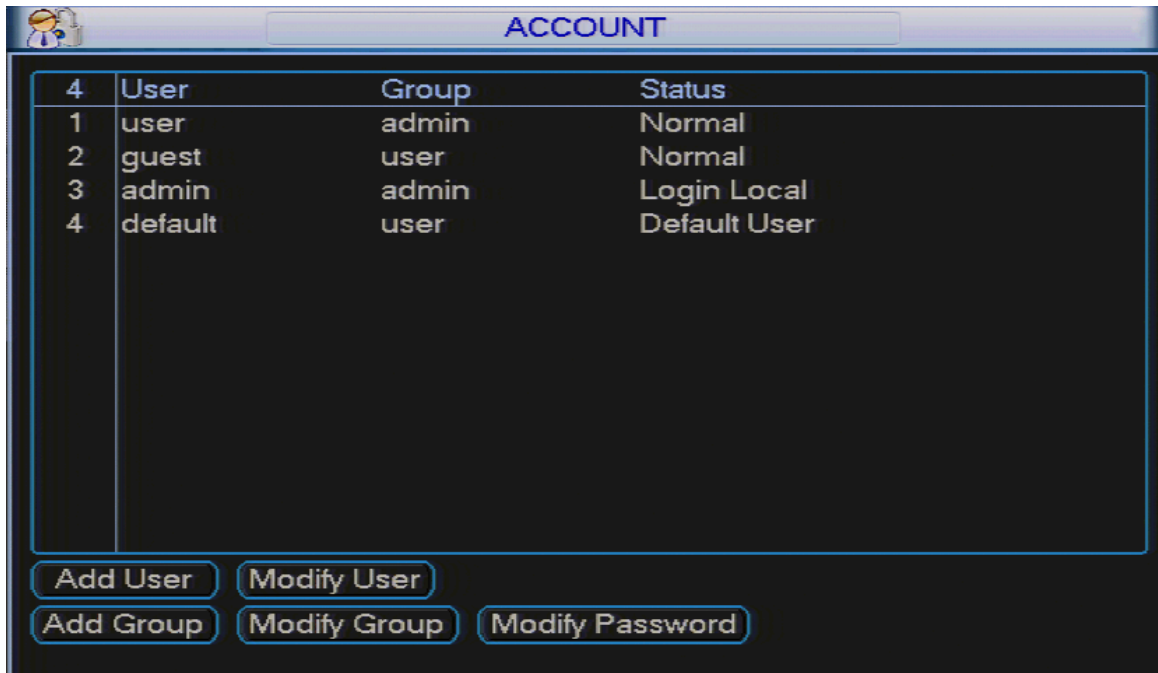 ACCOUNT
4 User Group Status
1 user admin Normal
2 guest user Normal
3 admin admin Login Local
4 default user Default User
Add User Modify User
Add Group Modify Group Modify Password